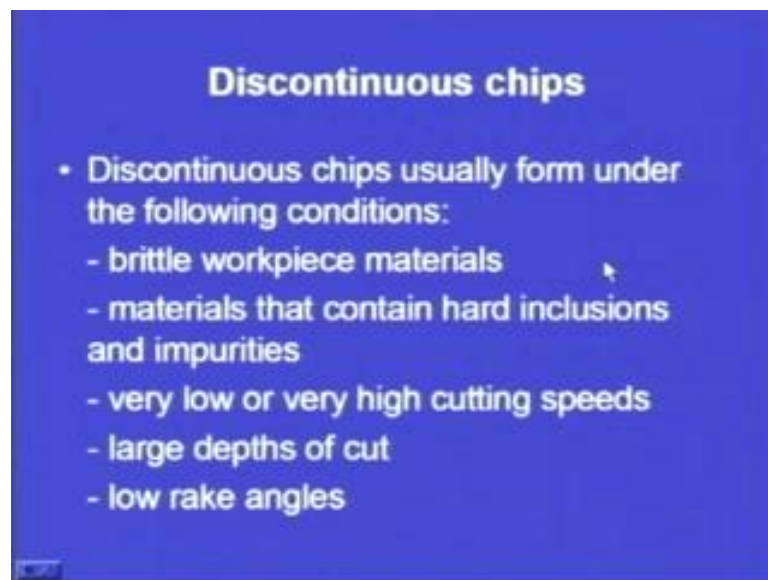 Discontinuous chips
• Discontinuous chips usually form under
the following conditions:
- brittle workpiece materials
- materials that contain hard inclusions
and impurities
- very low or very high cutting speeds
- large depths of cut
- low rake angles